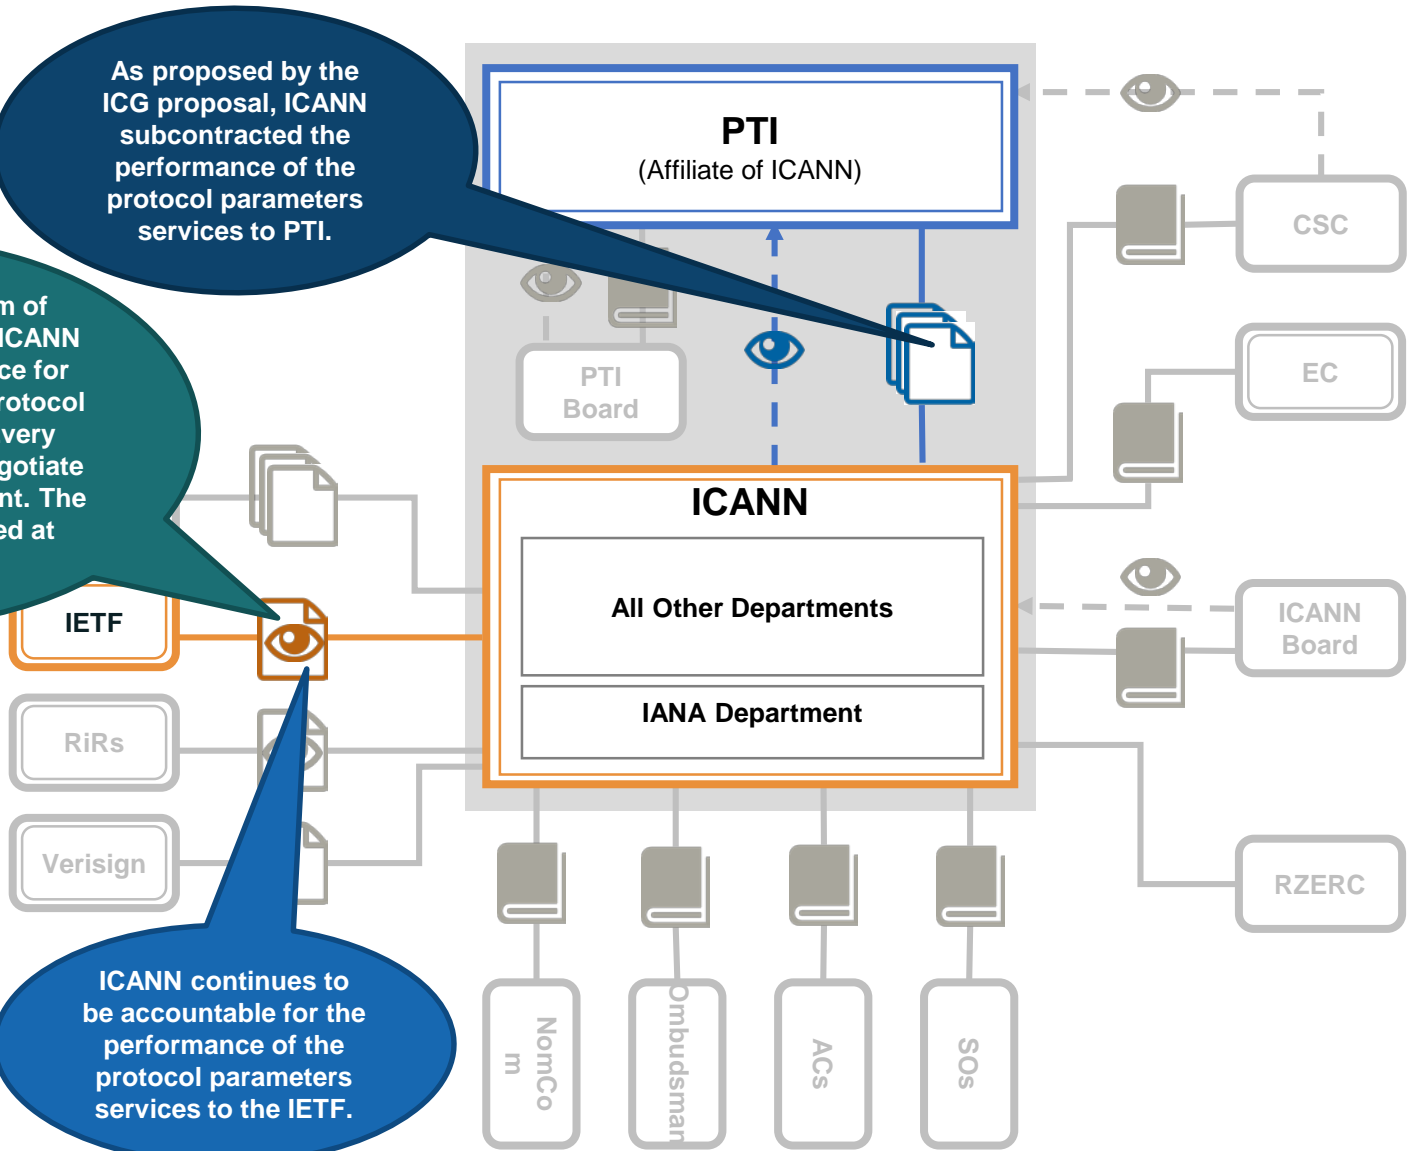 As proposed by the
ICG proposal, ICANN
subcontracted the
performance of the
protocol parameters
services to PTI.
PTI
(Affiliate of ICANN)
CSC
m of
ICANN
ce for
rotocol
very
gotiate
nt. The
ed at
PTI
Board
EC
ICANN
All Other Departments
IANA Department
IETF
ICANN
Board
RiRs
Verisign
RZERC
ICANN continues to
be accountable for the
performance of the
protocol parameters
services to the IETF.
NomCo
m
Ombudsman
ACs
SOs